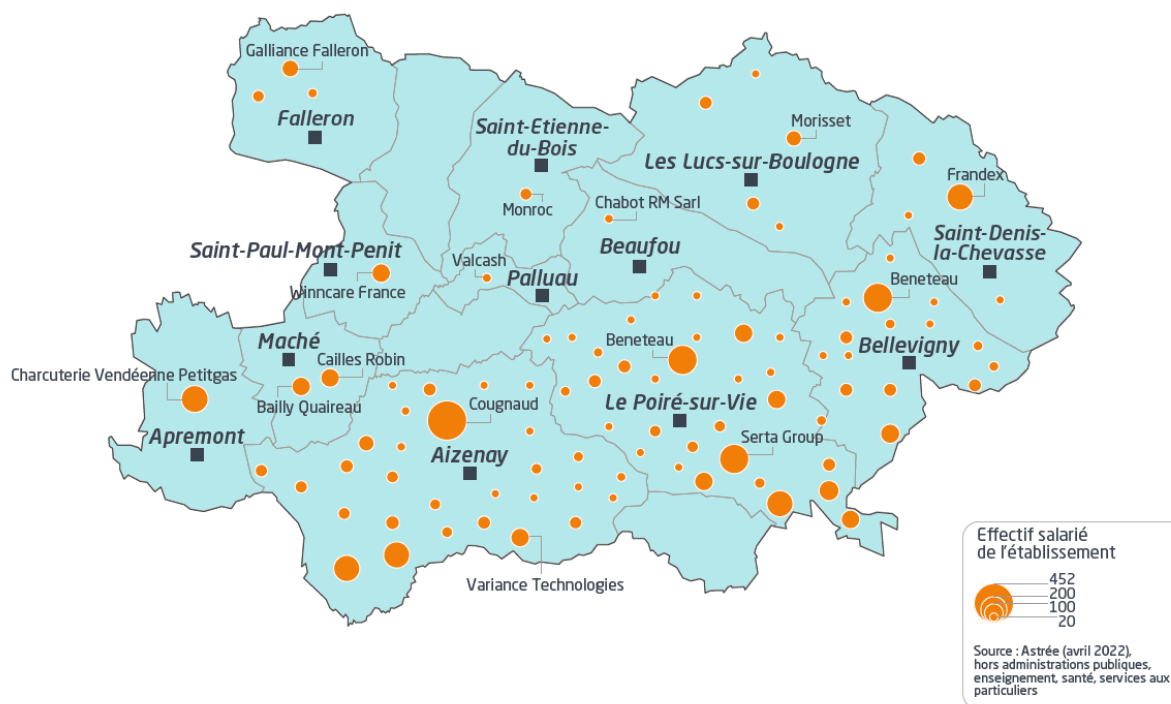 Galliance Falleron
Falleron
Saint-Etienne-
du-Bois
Morisset
Les Lucs-sur-Boulogne
Frandex
Monroc
Chabot RM Sarl
Saint-Denis-
la-Chevasse
Saint-Paul-Mont-Penit
Valcash
Beaufou
Palluau
Winncare France
Beneteau
Maché
Cailles Robin
Beneteau
Bellevigny
Charcuterie Vendéenne Petitgas
Bailly Quaireau
Cougnaud
Le Poiré-sur-Vie
Apremont
Aizenay
Serta Group
Variance Technologies
Effectif salarié
de l'établissement
452
200
100
20
Source : Astrée (avril 2022),
hors administrations publiques,
enseignement, santé, services aux
particuliers